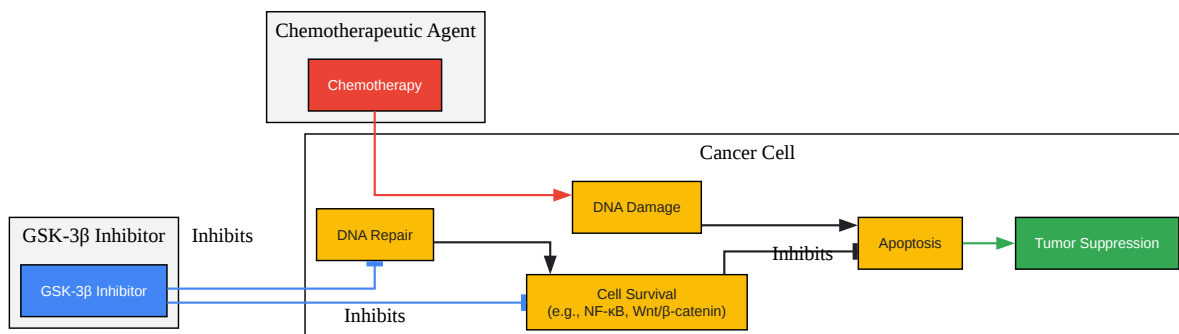 Chemotherapeutic Agent
Chemotherapy
Cancer Cell
DNA Damage
DNA Repair
GSK-3β Inhibitor
Inhibits
Apoptosis
Tumor Suppression
Inhibits
GSK-3β Inhibitor
Cell Survival
(e.g., NF-κB, Wnt/β-catenin)
Inhibits